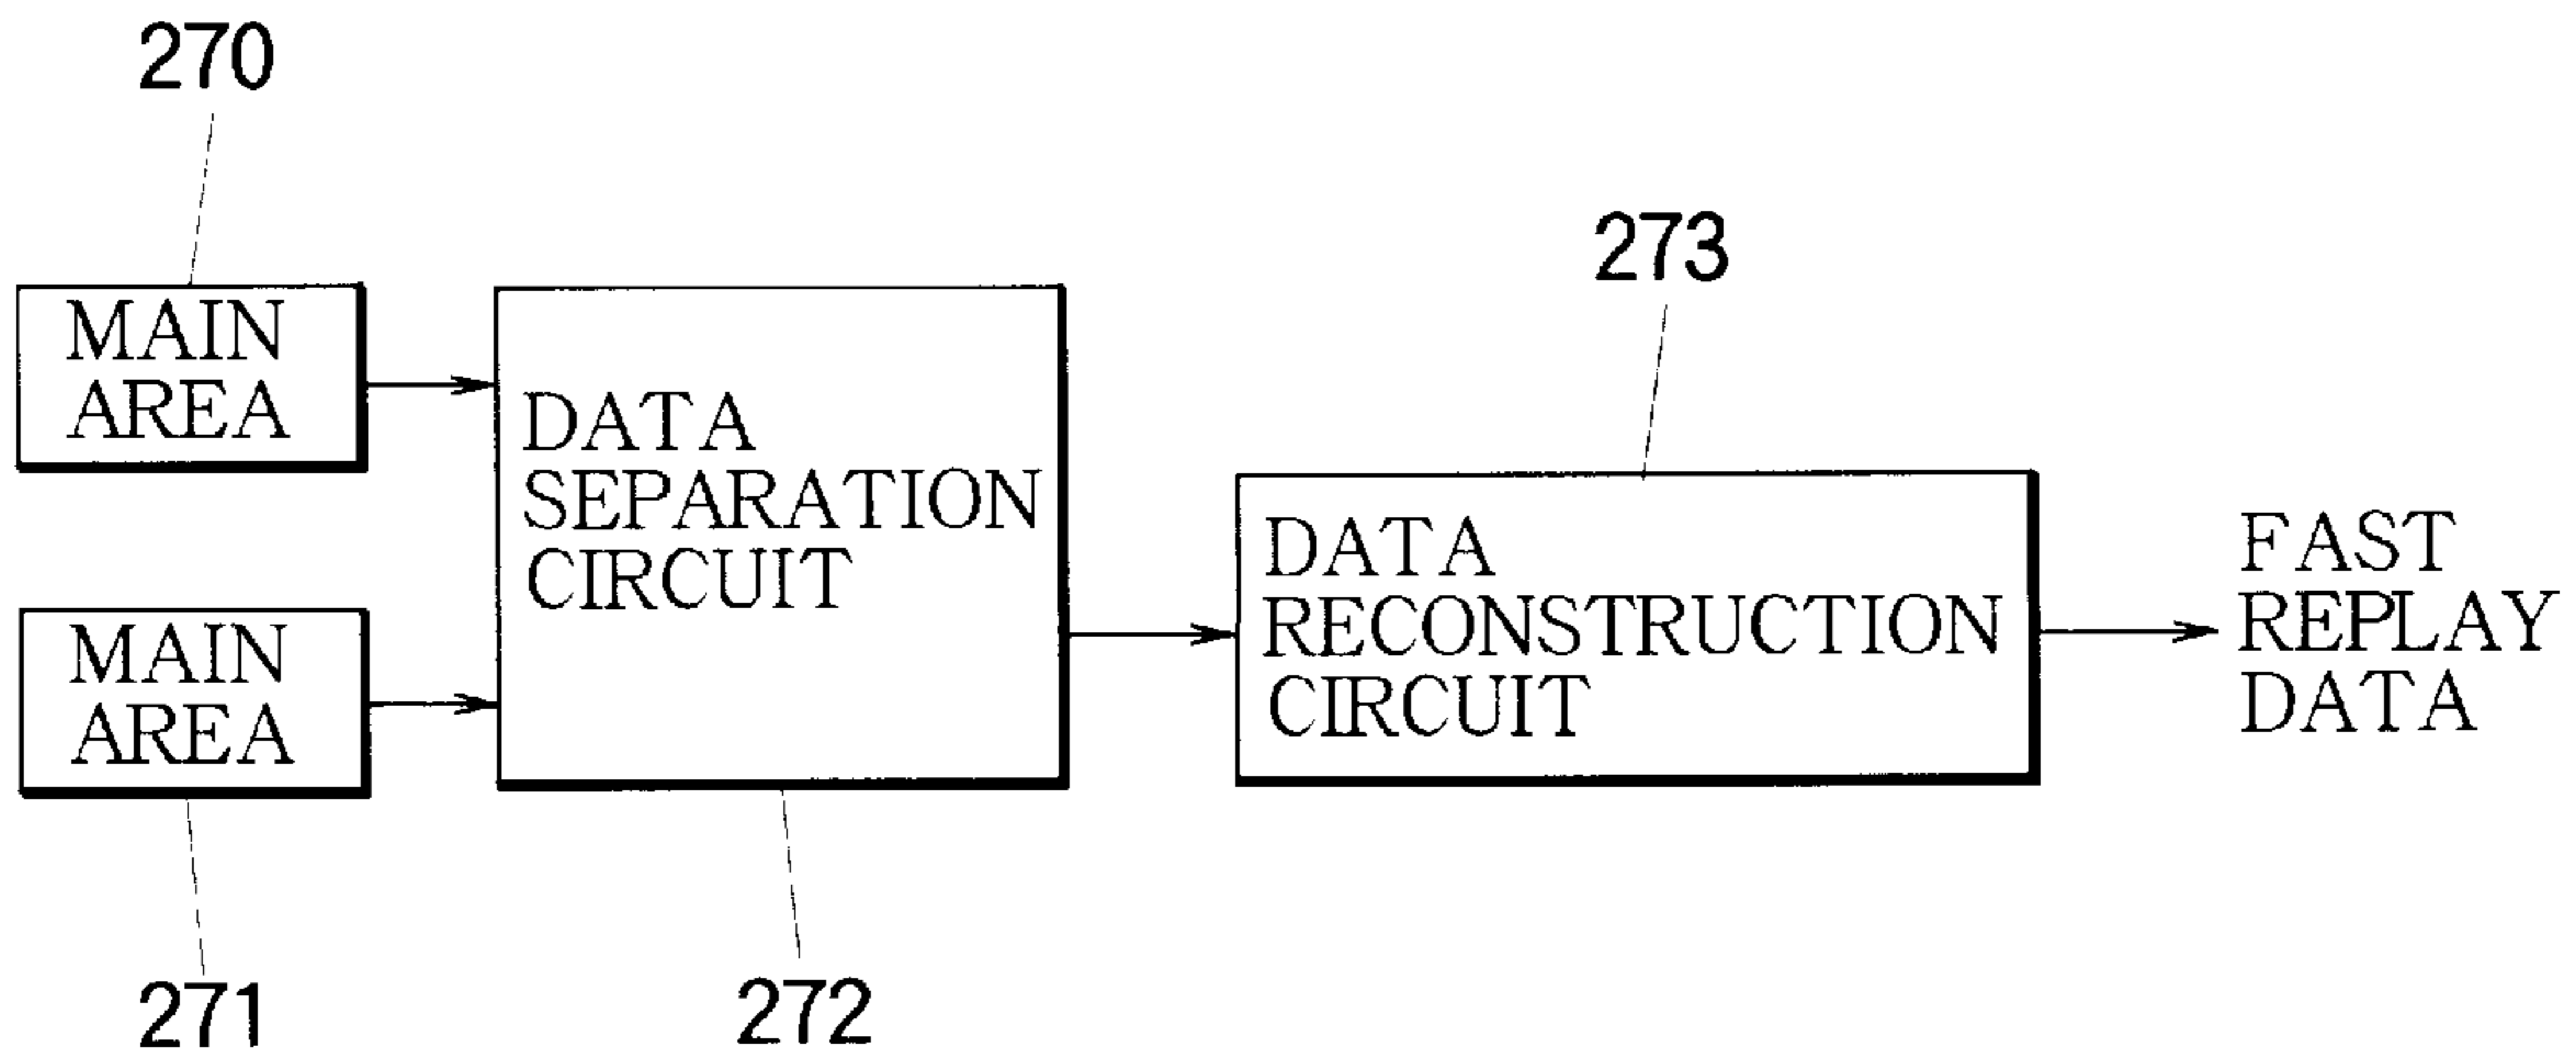 270
273
MAIN
AREA
DATA
SEPARATION
CIRCUIT
MAIN
AREA
DATA
RECONSTRUCTION
CIRCUIT
FAST
REPLAY
DATA
271
272